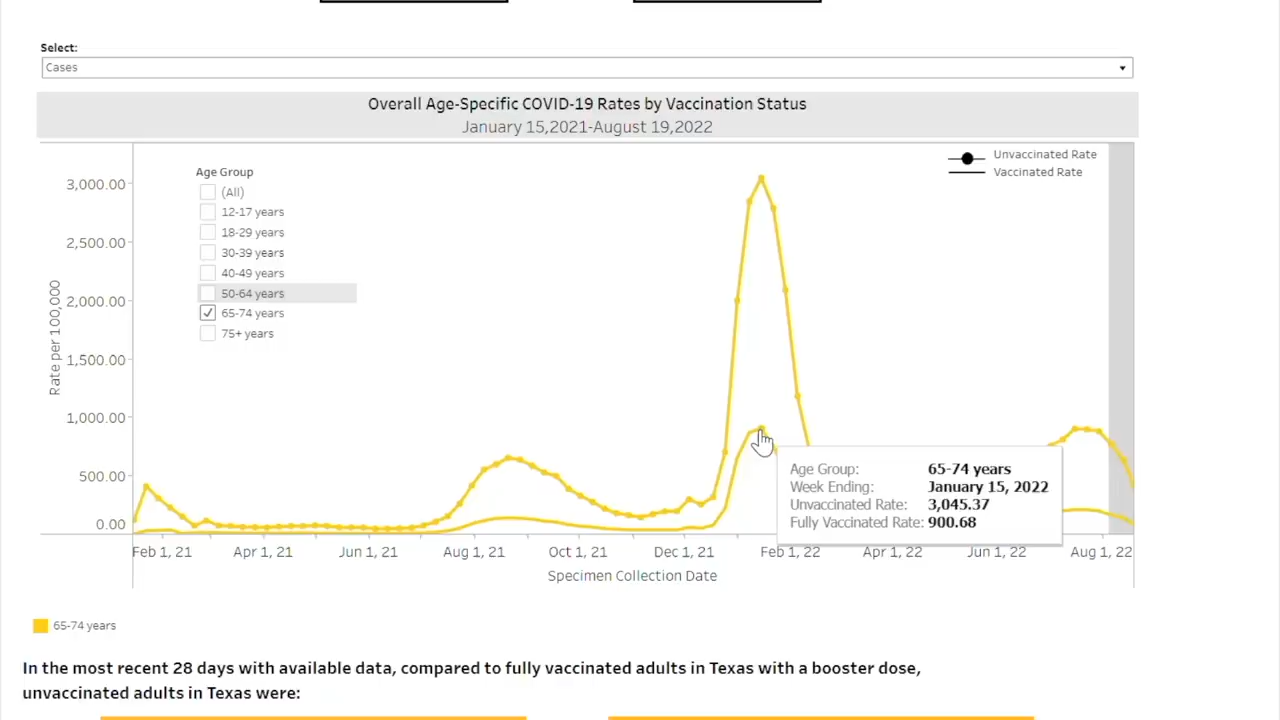 Select:
Cases
Overall Age-Specific COVID-19 Rates by Vaccination Status
January 15,2021-August 19,2022
Unvaccinated Rate
Vaccinated Rate
Age Group
(All)
12-17 years
18-29 years
30-39 years
40-49 years
50-64 years
65-74 years
75+ years
Rate per 100,000
3,000.00
2,500.00
2,000.00
1,500.00
1,000.00
500.00
0.00
Age Group: 65-74 years
Week Ending: January 15, 2022
Unvaccinated Rate: 3,045.37
Fully Vaccinated Rate: 900.68
Feb 1, 21 Apr 1, 21 Jun 1, 21 Aug 1, 21 Oct 1, 21 Dec 1, 21 Feb 1, 22 Apr 1, 22 Jun 1, 22 Aug 1, 22
Specimen Collection Date
65-74 years
In the most recent 28 days with available data, compared to fully vaccinated adults in Texas with a booster dose,
unvaccinated adults in Texas were: